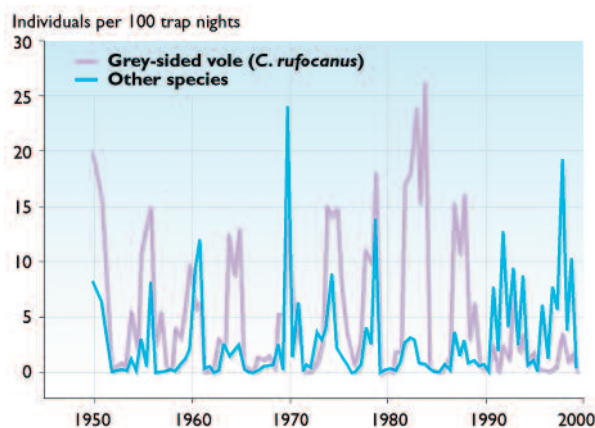 Individuals per 100 trap nights
30
Grey-sided vole (C. rufocanus)
Other species
25
20
15
10
5
0
1950 1960 1970 1980 1990 2000